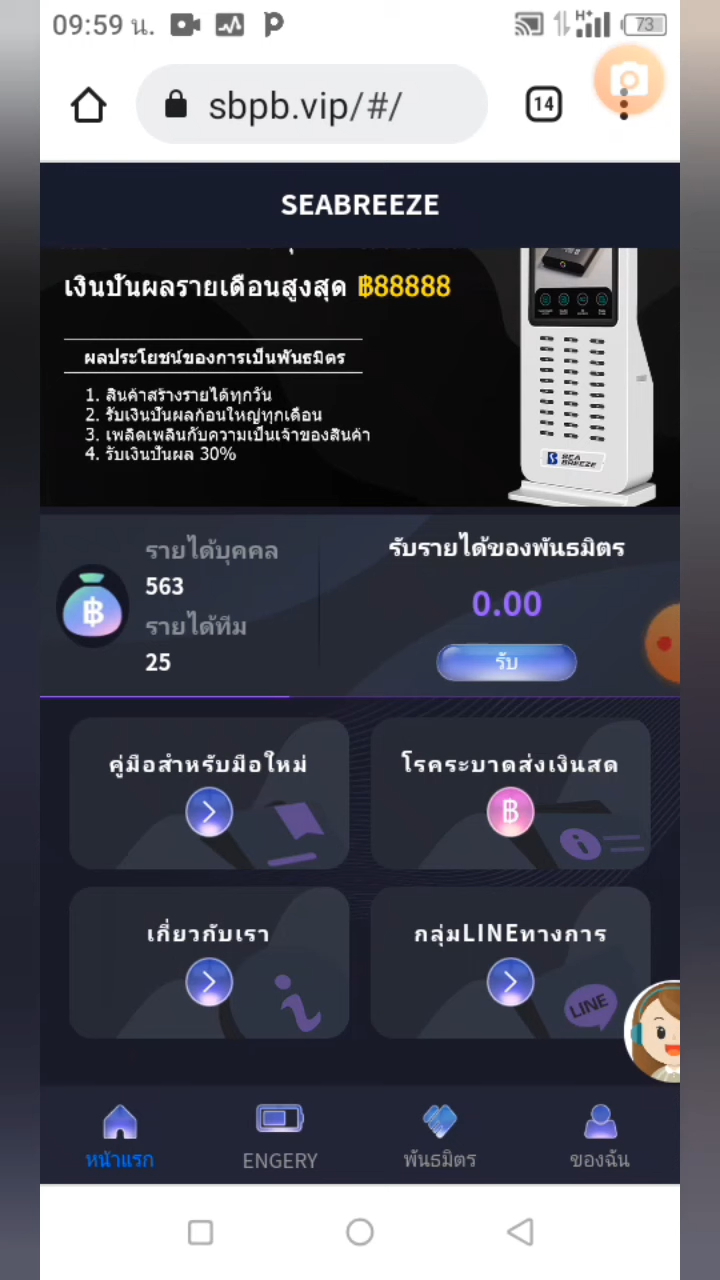 09:59 น.
H+
73
sbpb.vip/#/
14
SEABREEZE
เงินปันผลรายเดือนสูงสุด ฿88888
ผลประโยชน์ของการเป็นพันธมิตร
1. สินค้าสร้างรายได้ทุกวัน
2. รับเงินปันผลก้อนใหญ่ทุกเดือน
3. เพลิดเพลินกับความเป็นเจ้าของสินค้า
4. รับเงินปันผล 30%
SEA
BREEZE
รายได้บุคคล
563
รายได้ทีม
25
รับรายได้ของพันธมิตร
0.00
รับ
คู่มือสำหรับมือใหม่
โรคระบาดส่งเงินสด
เกี่ยวกับเรา
กลุ่มLINEทางการ
LINE
หน้าแรก
ENGERY
พันธมิตร
ของฉัน